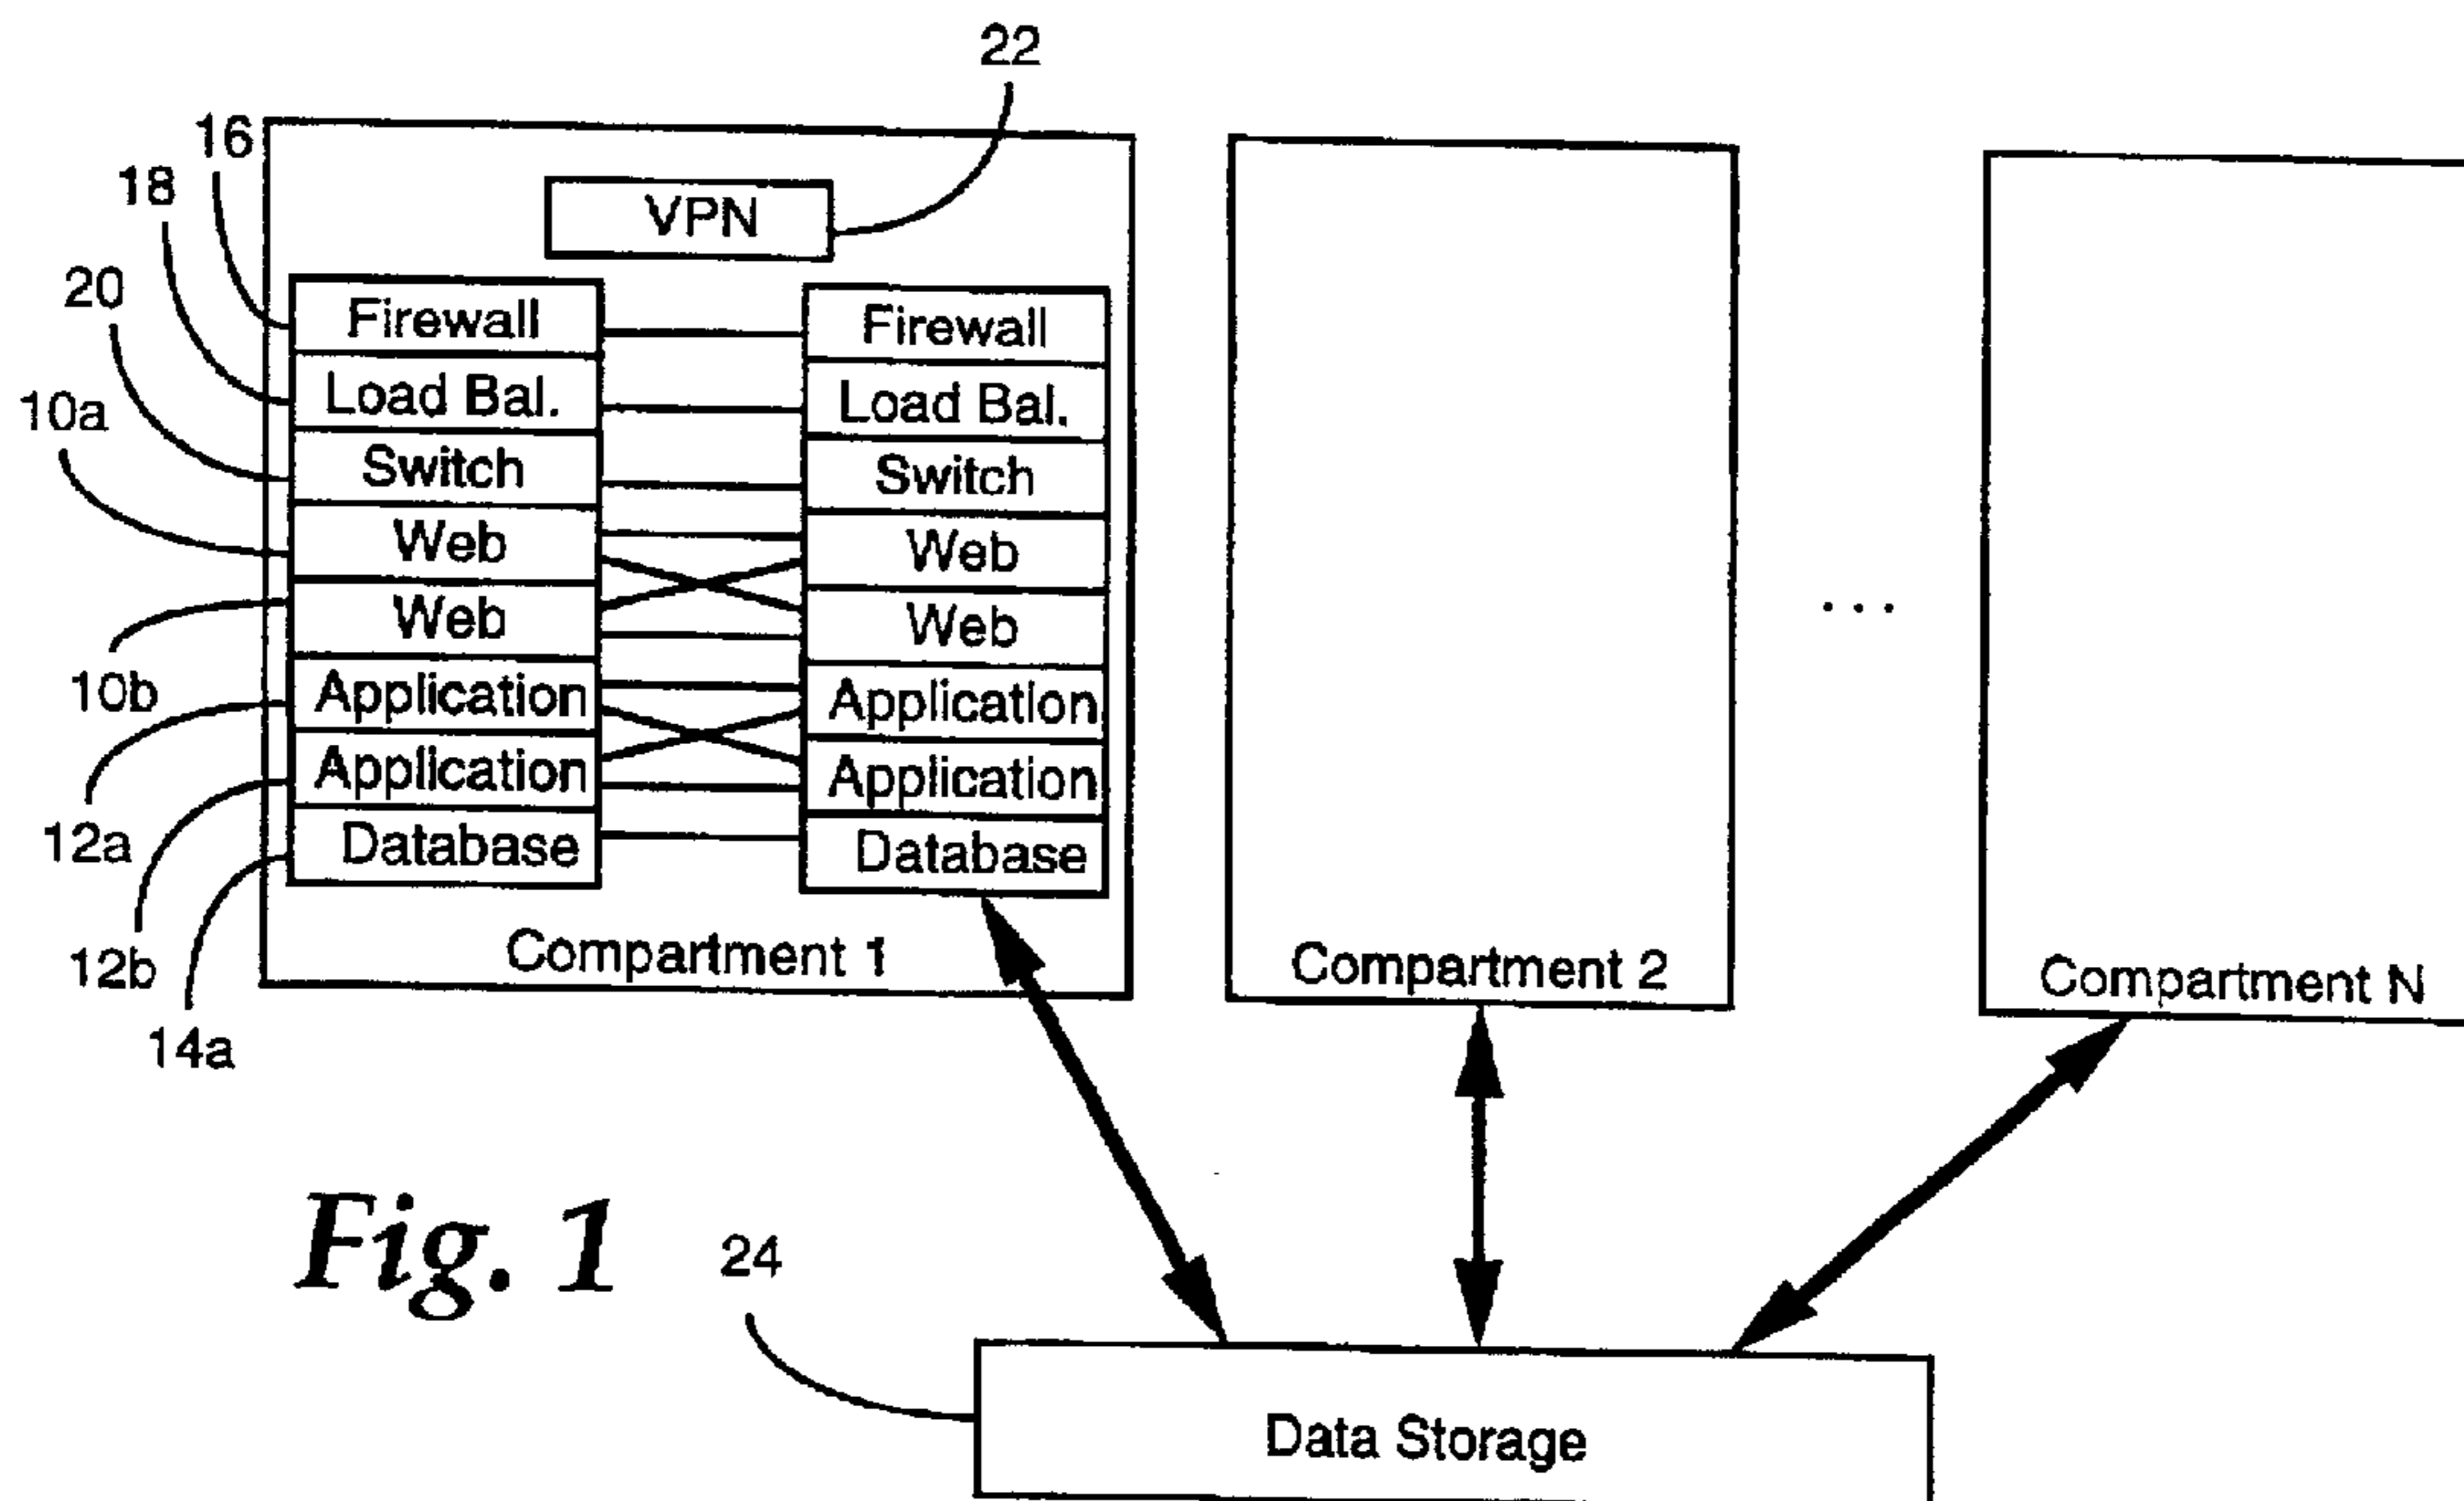 22
16
18
VPN
20
Firewall
Firewall
Load Bal.
Load Bal.
10a
Switch
Switch
Web
Web
Web
Web
10b
Application
Application
Application
Application
12a
Database
Database
12b
Compartment 1
Compartment 2
Compartment N
14a
...
Fig. 1
24
Data Storage